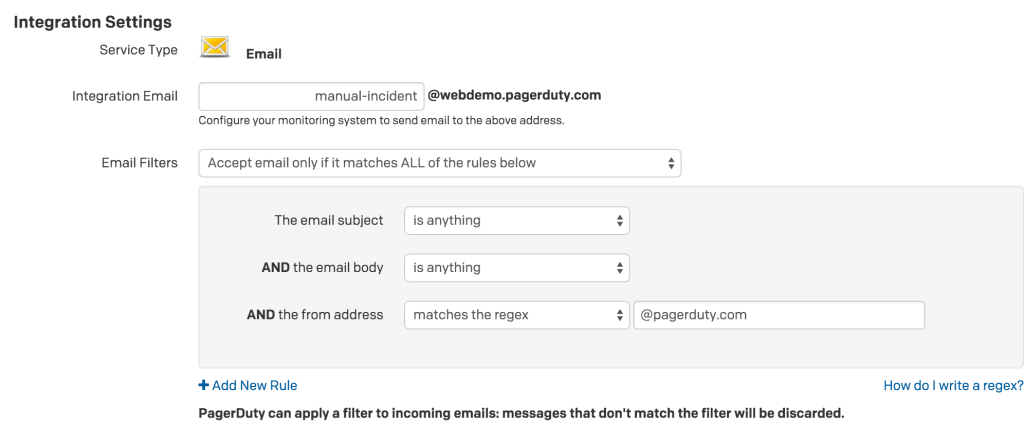 Integration Settings
Service Type Email
Integration Email manual-incident @webdemo.pagerduty.com
Configure your monitoring system to send email to the above address.
Email Filters Accept email only if it matches ALL of the rules below
The email subject is anything
AND the email body is anything
AND the from address matches the regex @pagerduty.com
+ Add New Rule How do I write a regex?
PagerDuty can apply a filter to incoming emails: messages that don't match the filter will be discarded.